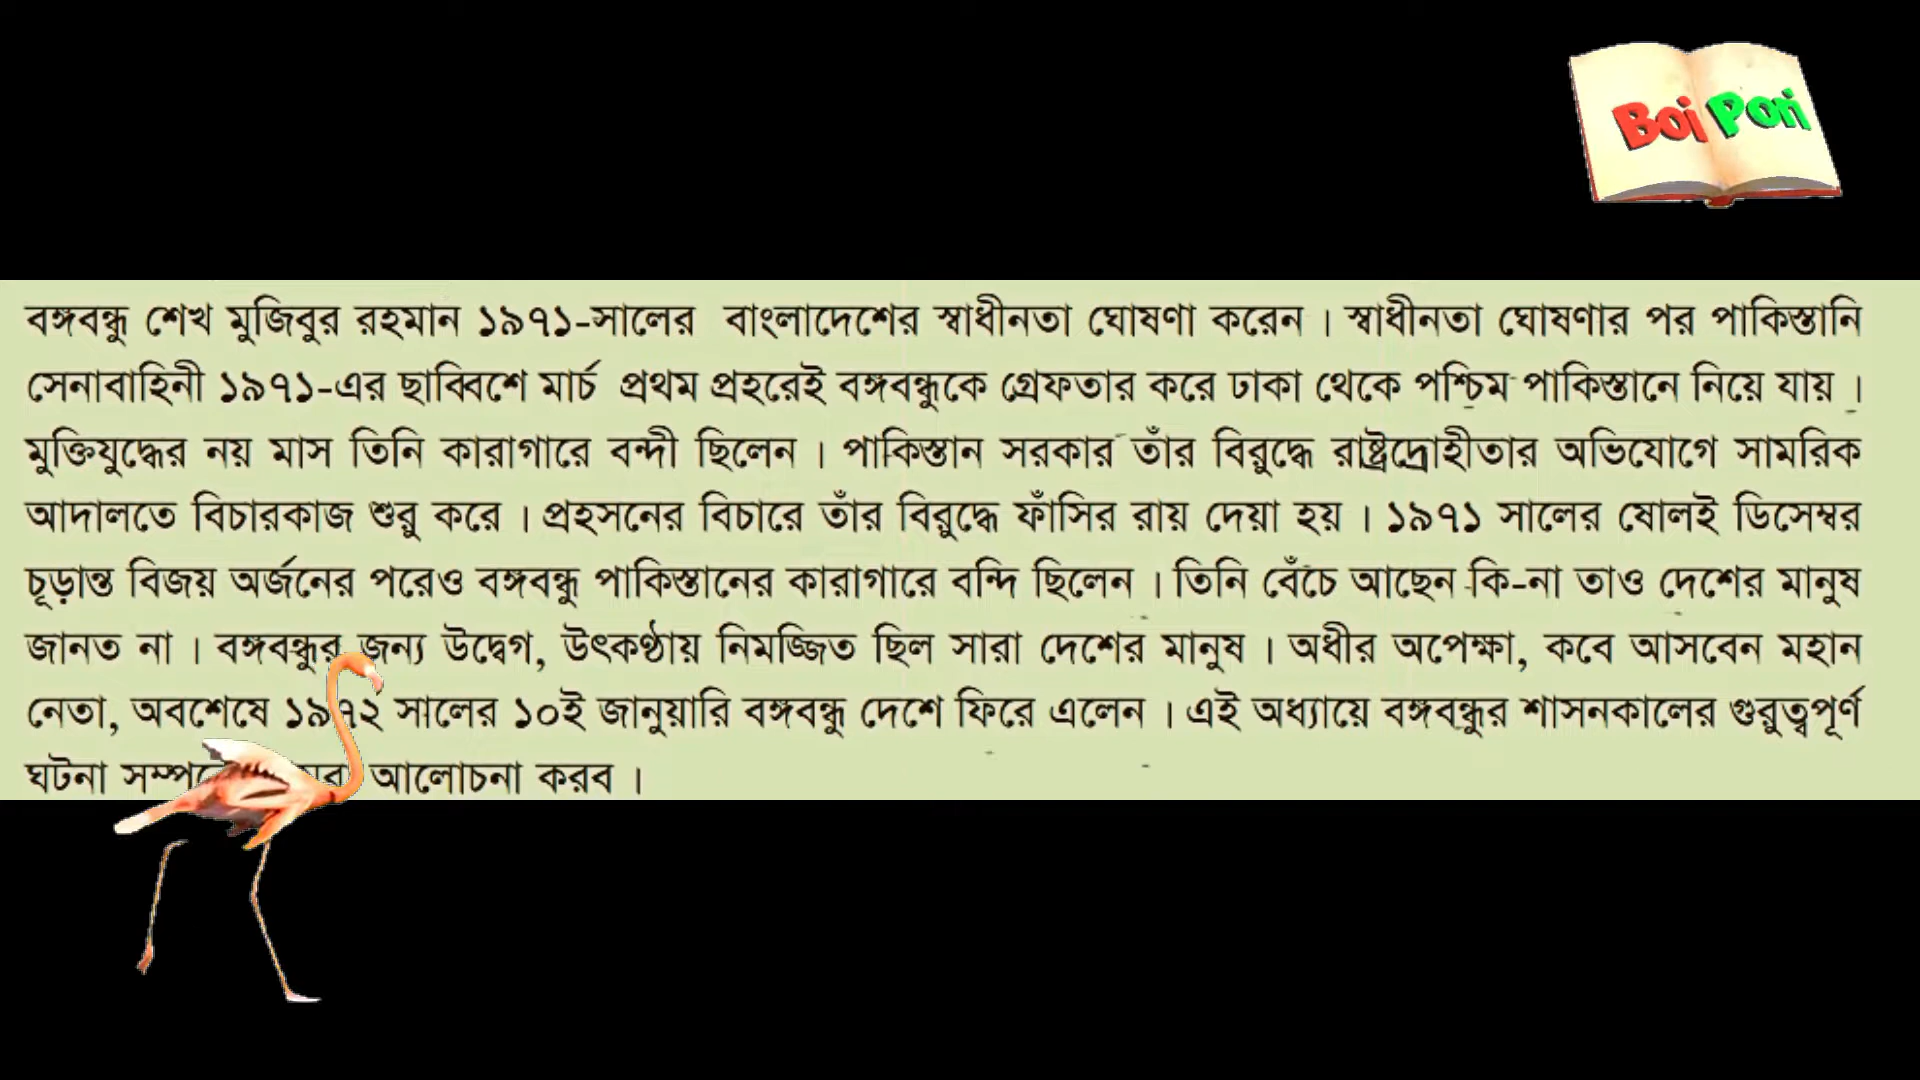 Boi Pori
বঙ্গবন্ধু শেখ মুজিবুর রহমান ১৯৭১-সালের বাংলাদেশের স্বাধীনতা ঘোষণা করেন । স্বাধীনতা ঘোষণার পর পাকিস্তানি
সেনাবাহিনী ১৯৭১-এর ছাব্বিশে মার্চ প্রথম প্রহরেই বঙ্গবন্ধুকে গ্রেফতার করে ঢাকা থেকে পশ্চিম পাকিস্তানে নিয়ে যায় ।
মুক্তিযুদ্ধের নয় মাস তিনি কারাগারে বন্দী ছিলেন । পাকিস্তান সরকার তাঁর বিরুদ্ধে রাষ্ট্রদ্রোহীতার অভিযোগে সামরিক
আদালতে বিচারকাজ শুরু করে । প্রহসনের বিচারে তাঁর বিরুদ্ধে ফাঁসির রায় দেয়া হয় । ১৯৭১ সালের ষোলই ডিসেম্বর
চূড়ান্ত বিজয় অর্জনের পরেও বঙ্গবন্ধু পাকিস্তানের কারাগারে বন্দি ছিলেন । তিনি বেঁচে আছেন কি-না তাও দেশের মানুষ
জানত না । বঙ্গবন্ধুর জন্য উদ্বেগ, উৎকণ্ঠায় নিমজ্জিত ছিল সারা দেশের মানুষ । অধীর অপেক্ষা, কবে আসবেন মহান
নেতা, অবশেষে ১৯৭২ সালের ১০ই জানুয়ারি বঙ্গবন্ধু দেশে ফিরে এলেন । এই অধ্যায়ে বঙ্গবন্ধুর শাসনকালের গুরুত্বপূর্ণ
ঘটনা আলোচনা করব ।